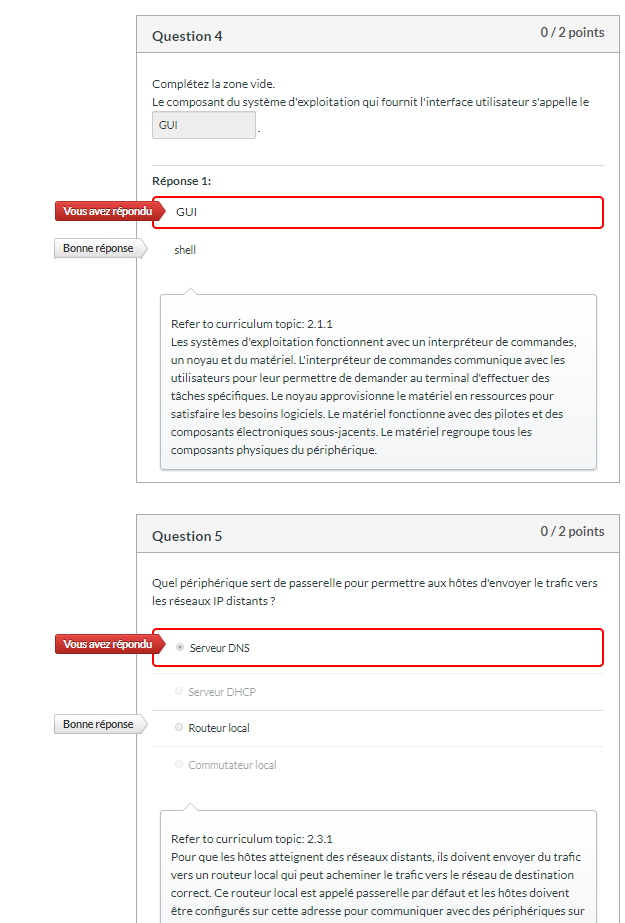 Question 4
0 / 2 points
Complétez la zone vide.
Le composant du système d'exploitation qui fournit l'interface utilisateur s'appelle le
GUI .
Réponse 1:
Vous avez répondu
GUI
Bonne réponse
shell
Refer to curriculum topic: 2.1.1
Les systèmes d'exploitation fonctionnent avec un interpréteur de commandes,
un noyau et du matériel. L'interpréteur de commandes communique avec les
utilisateurs pour leur permettre de demander au terminal d'effectuer des
tâches spécifiques. Le noyau approvisionne le matériel en ressources pour
satisfaire les besoins logiciels. Le matériel fonctionne avec des pilotes et des
composants électroniques sous-jacents. Le matériel regroupe tous les
composants physiques du périphérique.
Question 5
0 / 2 points
Quel périphérique sert de passerelle pour permettre aux hôtes d'envoyer le trafic vers
les réseaux IP distants ?
Vous avez répondu
Serveur DNS
Serveur DHCP
Bonne réponse
Routeur local
Commutateur local
Refer to curriculum topic: 2.3.1
Pour que les hôtes atteignent des réseaux distants, ils doivent envoyer du trafic
vers un routeur local qui peut acheminer le trafic vers le réseau de destination
correct. Ce routeur local est appelé passerelle par défaut et les hôtes doivent
être configurés sur cette adresse pour communiquer avec des périphériques sur